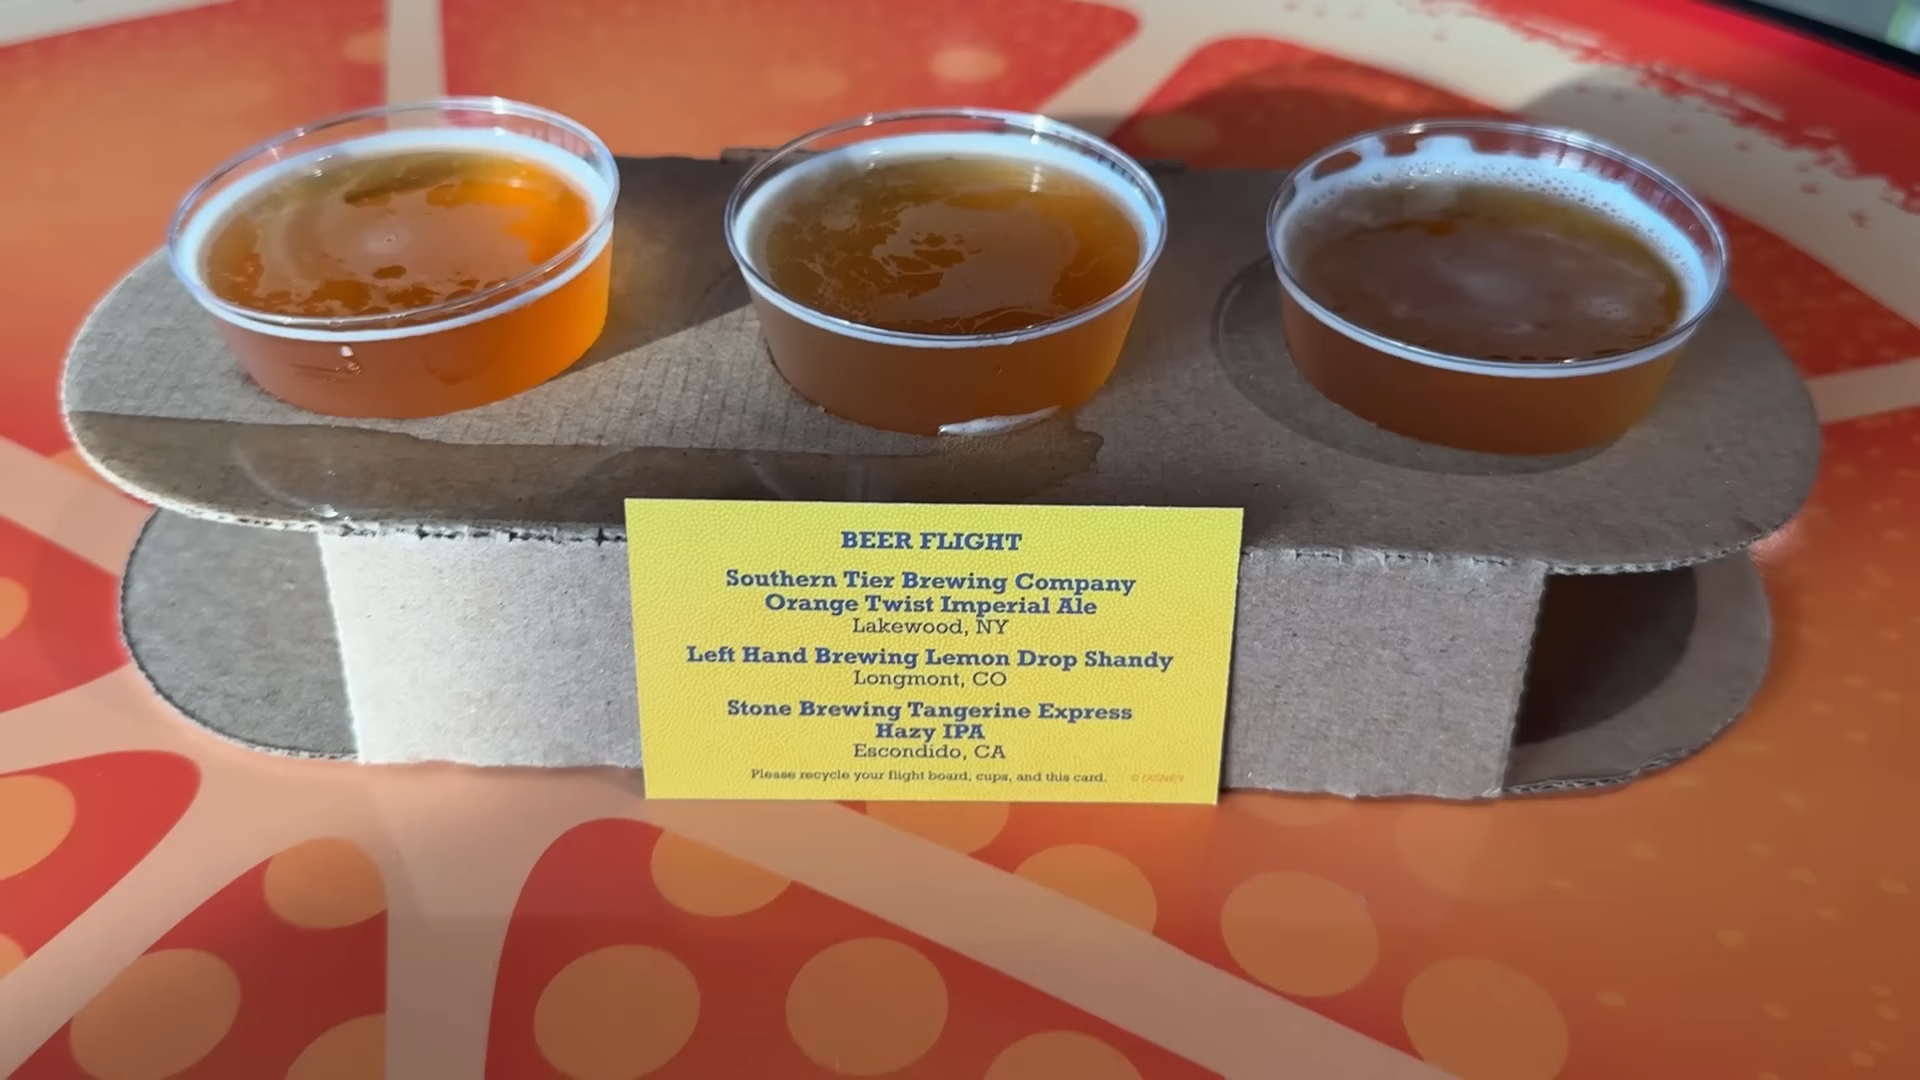 BEER FLIGHT
Southern Tier Brewing Company
Orange Twist Imperial Ale
Lakewood, NY
Left Hand Brewing Lemon Drop Shandy
Longmont, CO
Stone Brewing Tangerine Express
Hazy IPA
Escondido, CA
Please recycle your flight board, cups, and this card. © DISNEY